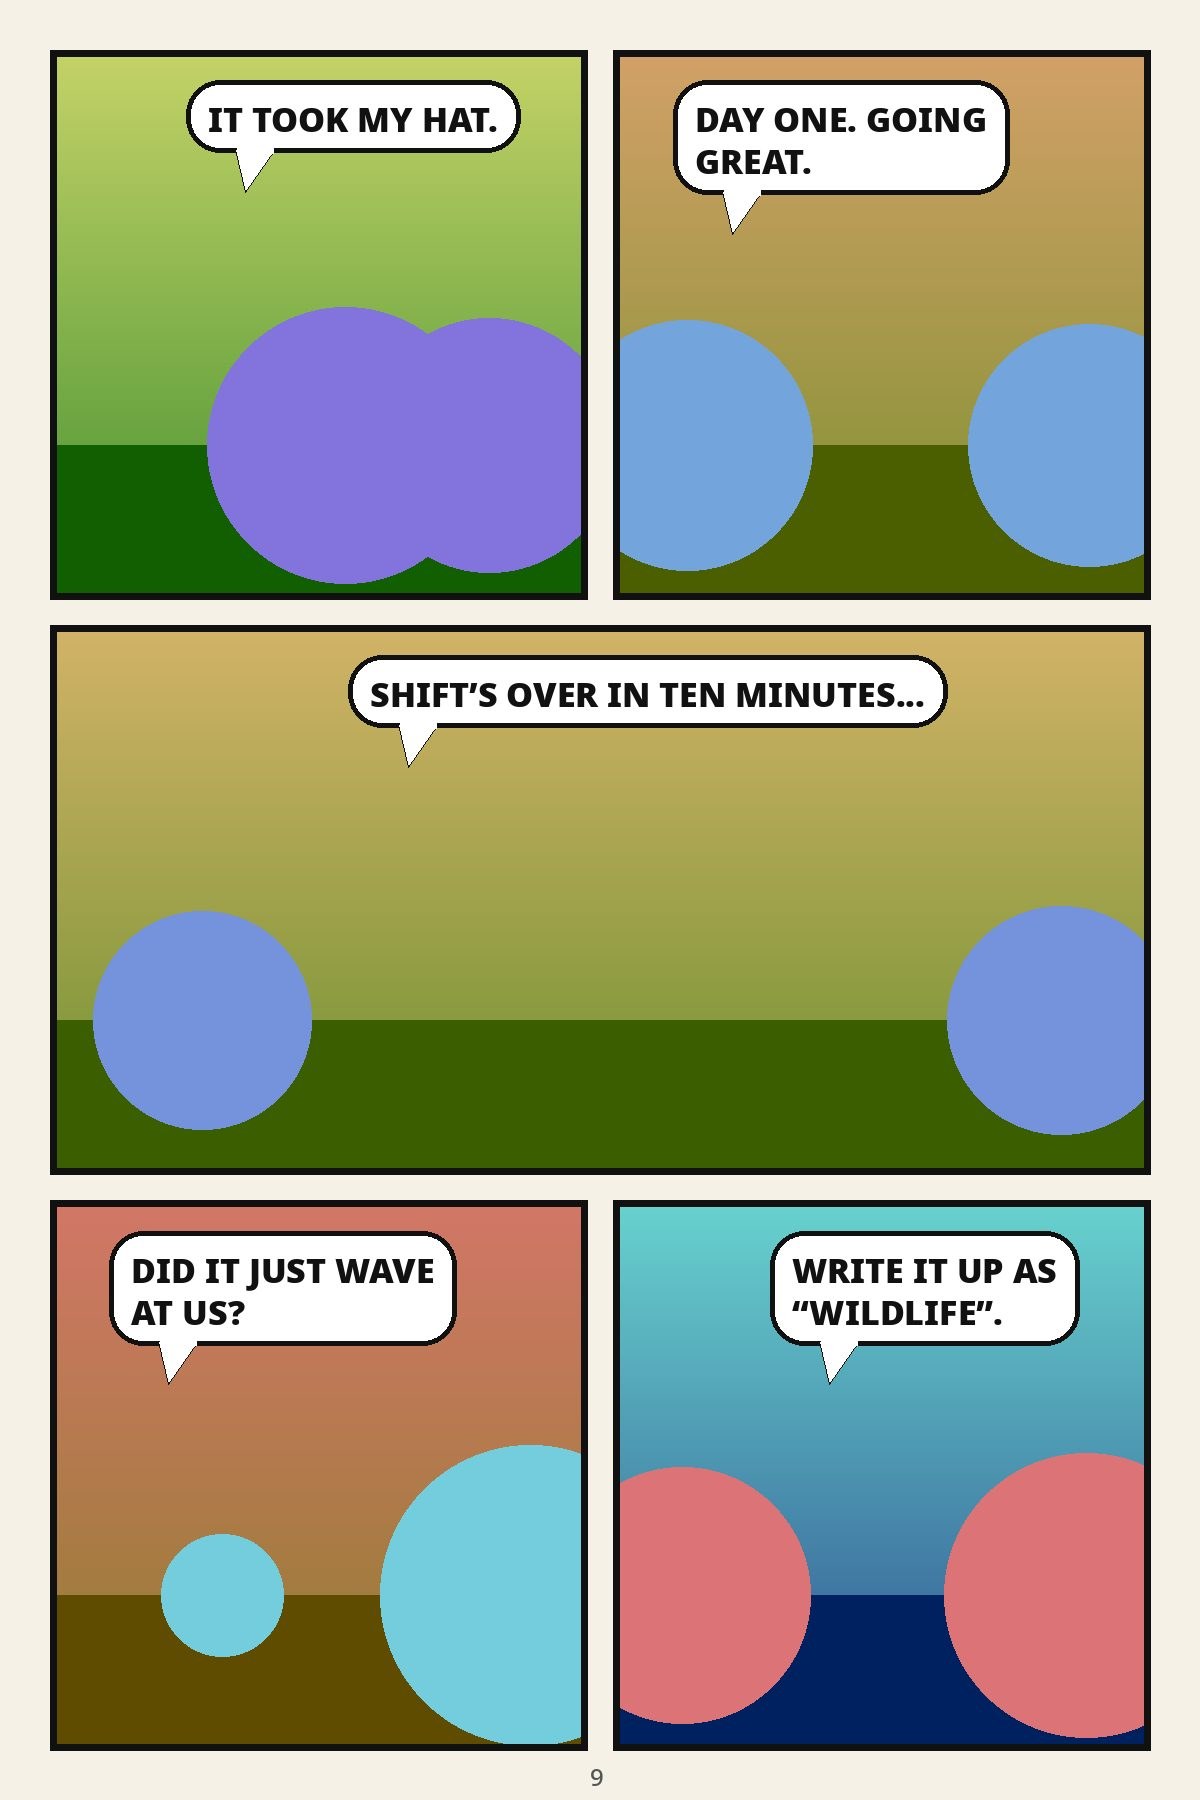 IT TOOK MY HAT.
DAY ONE. GOING
GREAT.
SHIFT’S OVER IN TEN MINUTES...
DID IT JUST WAVE
AT US?
WRITE IT UP AS
“WILDLIFE”.
9